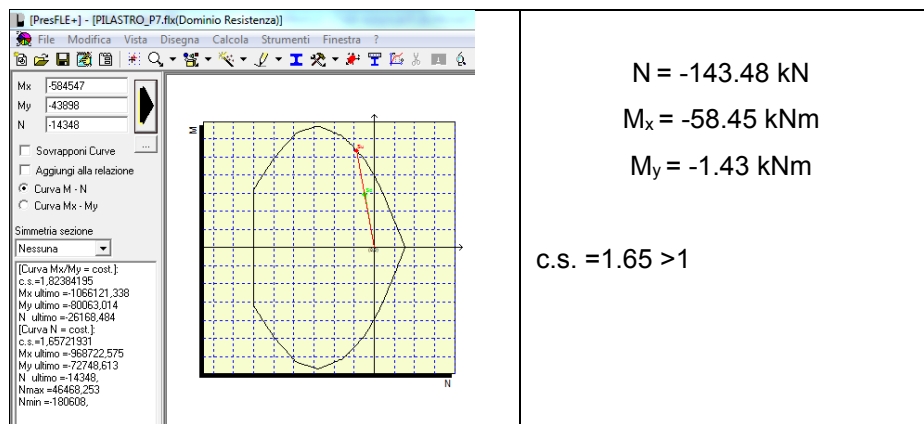 [PresFLE+] - [PILASTRO_P7.flx(Dominio Resistenza)]
File Modifica Vista Disegna Calcola Strumenti Finestra ?
Mx -584547
My -43898
N -14348
...
Sovrapponi Curve
Aggiungi alla relazione
Curva M - N
Curva Mx - My
Simmetria sezione
Nessuna
[Curva Mx/My = cost.]:
c.s.=1,82384195
Mx ultimo =-1066121,338
My ultimo =-80063,014
N ultimo =-26168,484
[Curva N = cost.]:
c.s.=1,65721931
Mx ultimo =-968722,575
My ultimo =-72748,613
N ultimo =-14348,
Nmax =46468,253
Nmin =-180608,
M
N
N = -143.48 kN
Mx = -58.45 kNm
My = -1.43 kNm
c.s. =1.65 >1